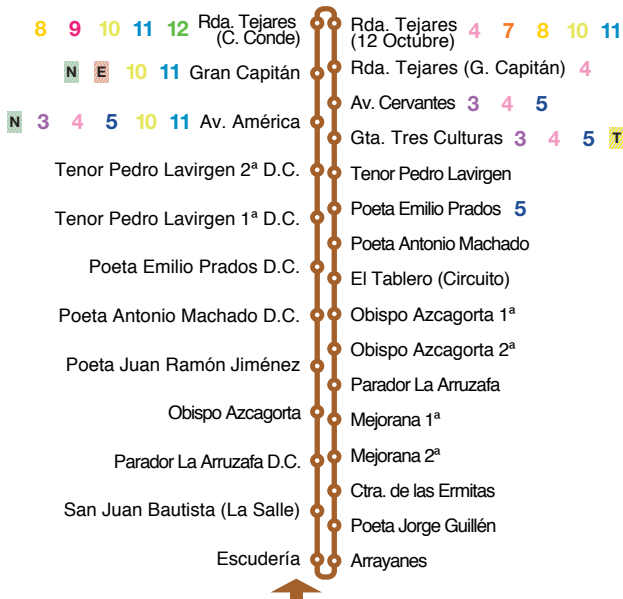 8 9 10 11 12 Rda. Tejares
(C. Conde)
N E 10 11 Gran Capitán
N 3 4 5 10 11 Av. América
Tenor Pedro Lavirgen 2ª D.C.
Tenor Pedro Lavirgen 1ª D.C.
Poeta Emilio Prados D.C.
Poeta Antonio Machado D.C.
Poeta Juan Ramón Jiménez
Obispo Azcagorta
Parador La Arruzafa D.C.
San Juan Bautista (La Salle)
Escudería
Rda. Tejares
(12 Octubre) 4 7 8 10 11
Rda. Tejares (G. Capitán) 4
Av. Cervantes 3 4 5
Gta. Tres Culturas 3 4 5 T
Tenor Pedro Lavirgen
Poeta Emilio Prados 5
Poeta Antonio Machado
El Tablero (Circuito)
Obispo Azcagorta 1ª
Obispo Azcagorta 2ª
Parador La Arruzafa
Mejorana 1ª
Mejorana 2ª
Ctra. de las Ermitas
Poeta Jorge Guillén
Arrayanes